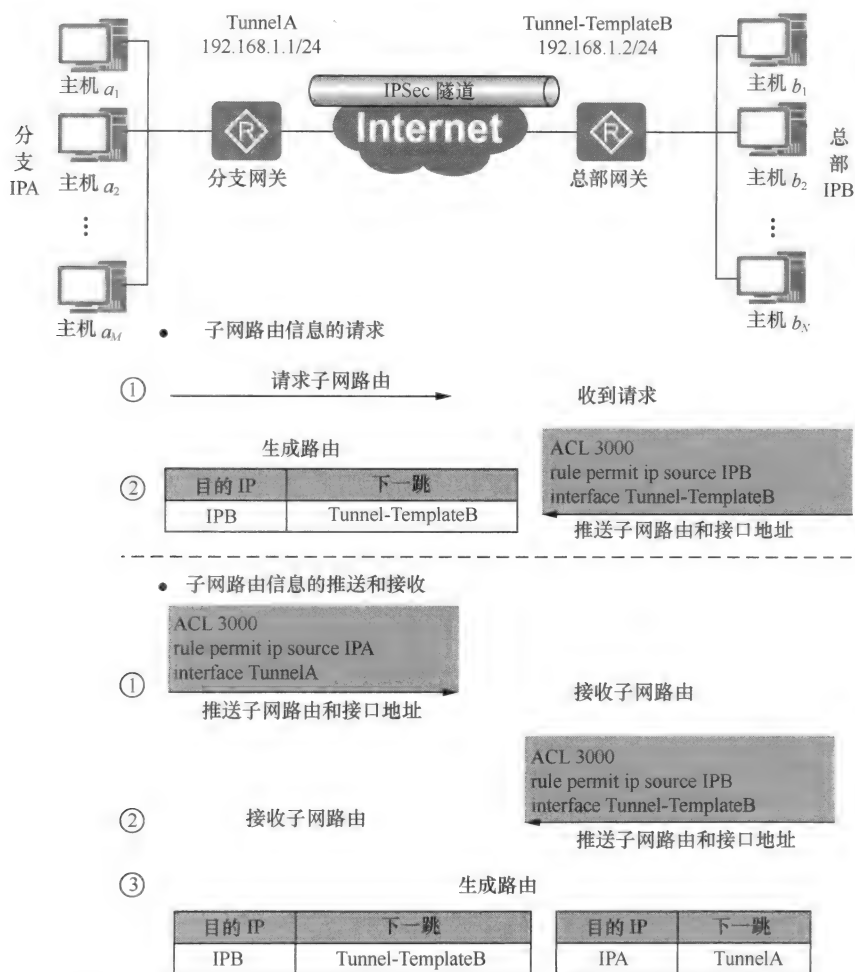 TunnelA
192.168.1.1/24
Tunnel-TemplateB
192.168.1.2/24
主机 a₁
IPSec 隧道
Internet
主机 b₁
分支 IPA
主机 a₂
分支网关
总部网关
主机 b₂
总部 IPB
⋮
⋮
主机 a_M
主机 b_N
• 子网路由信息的请求
① 请求子网路由
收到请求
生成路由
ACL 3000
rule permit ip source IPB
interface Tunnel-TemplateB
②
目的 IP 下一跳
IPB Tunnel-TemplateB
推送子网路由和接口地址
• 子网路由信息的推送和接收
ACL 3000
rule permit ip source IPA
interface TunnelA
①
推送子网路由和接口地址
接收子网路由
ACL 3000
rule permit ip source IPB
interface Tunnel-TemplateB
② 接收子网路由
推送子网路由和接口地址
③ 生成路由
目的 IP 下一跳
IPB Tunnel-TemplateB
目的 IP 下一跳
IPA TunnelA